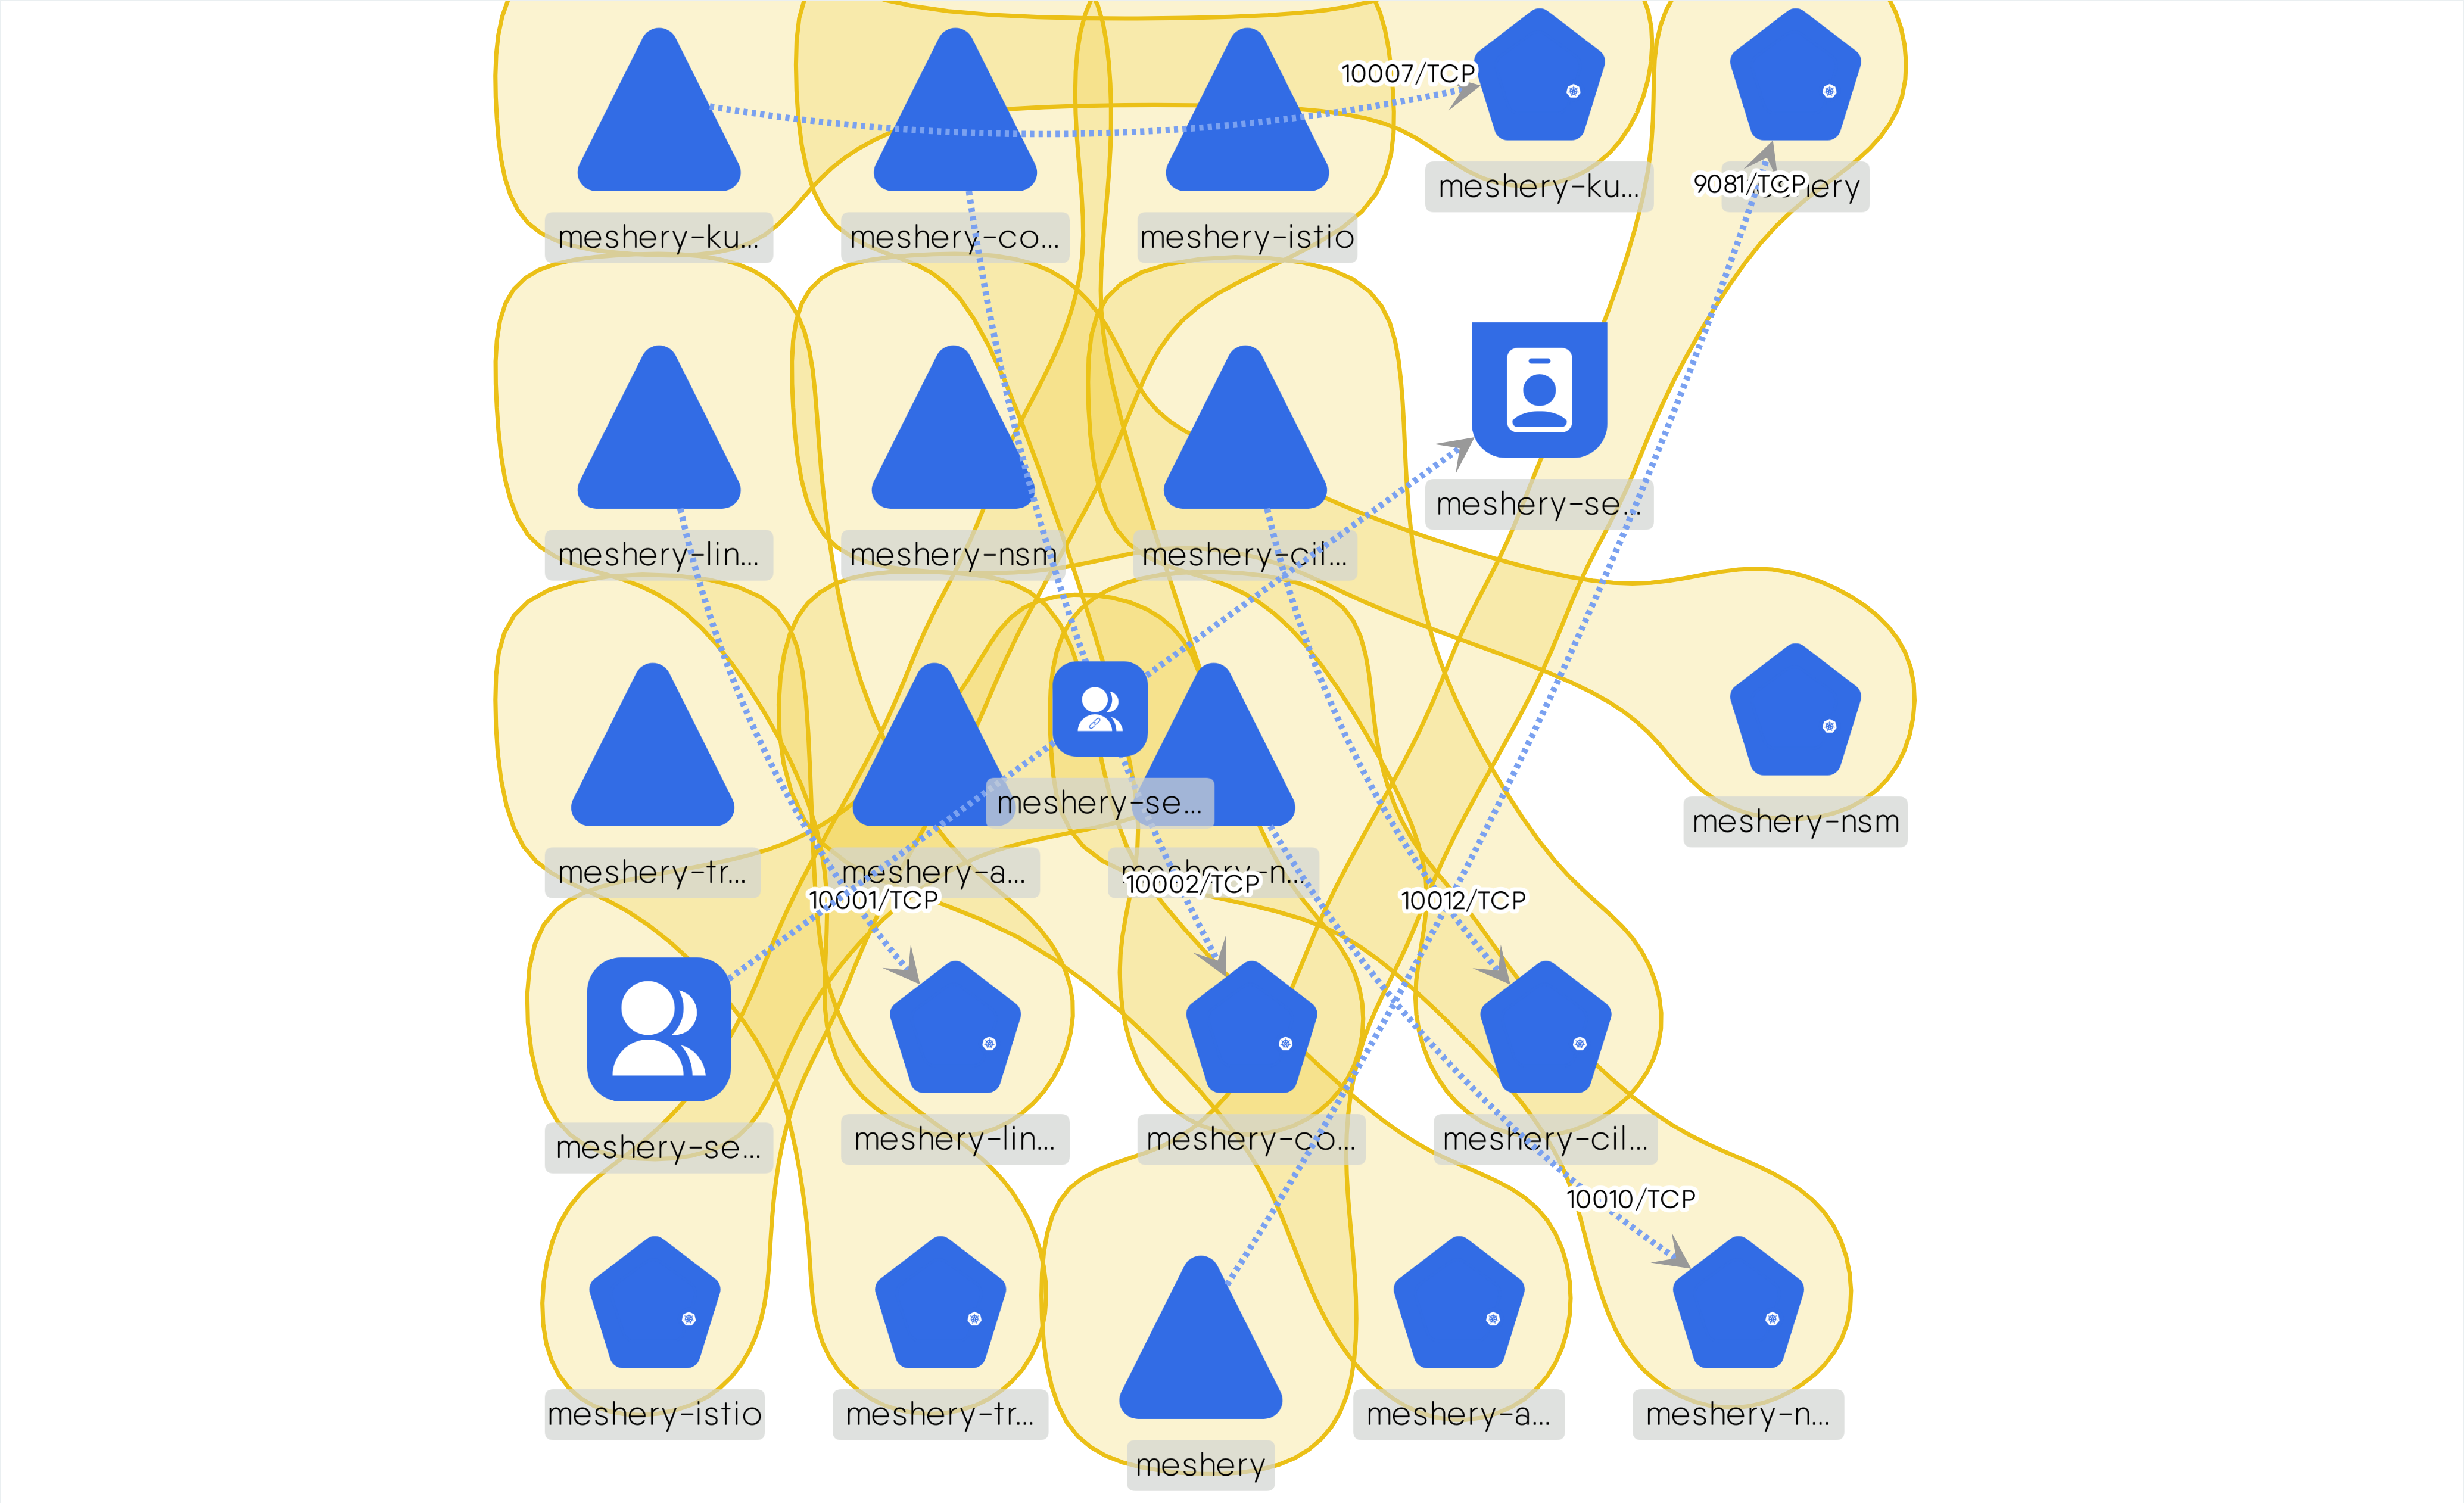 10007/TCP
meshery-ku...
9081/TCP
meshery-ku...
meshery-co...
meshery-istio
meshery-se...
meshery-lin...
meshery-nsm
meshery-cil...
meshery-se...
meshery-nsm
meshery-tr...
meshery-a...
meshery-n...
10001/TCP
10002/TCP
10012/TCP
meshery-se...
meshery-lin...
meshery-co...
meshery-cil...
10010/TCP
meshery-istio
meshery-tr...
meshery-a...
meshery-n...
meshery